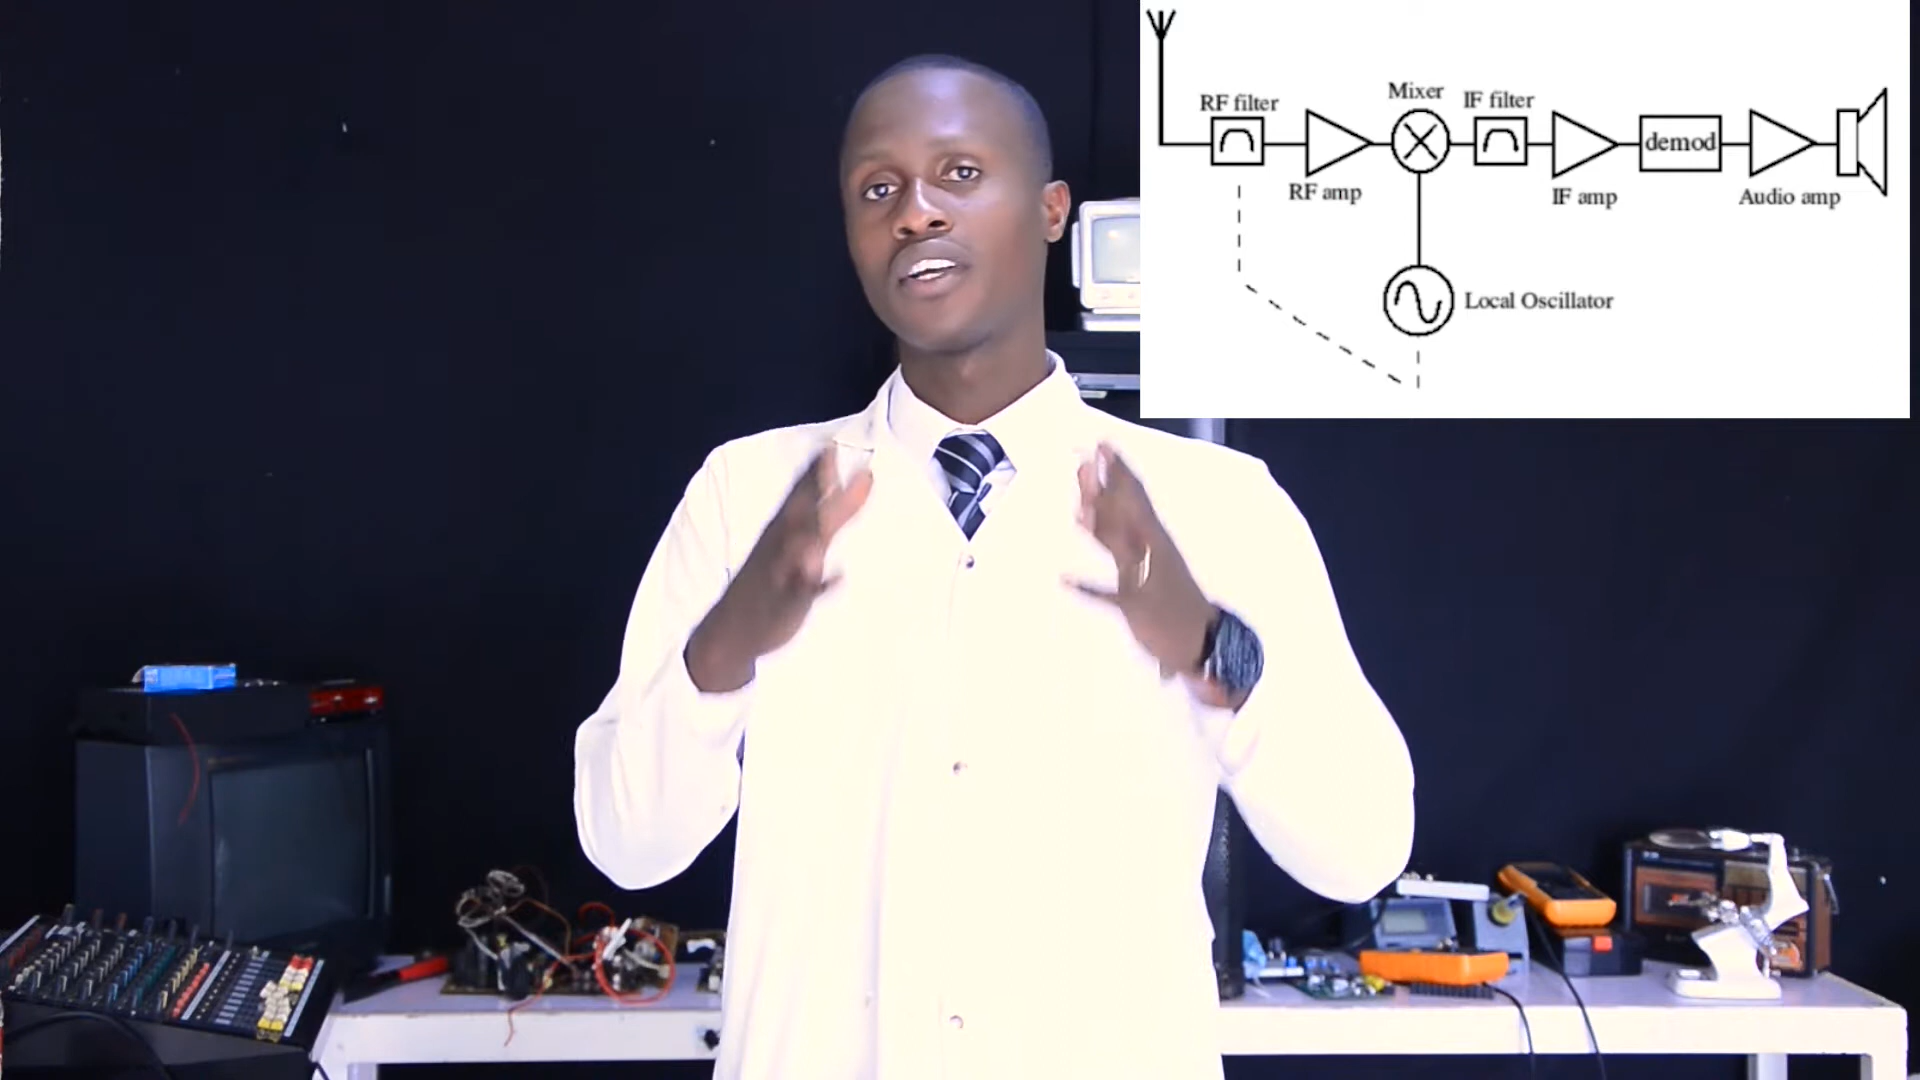 Mixer
RF filter
IF filter
demod
RF amp
IF amp
Audio amp
Local Oscillator